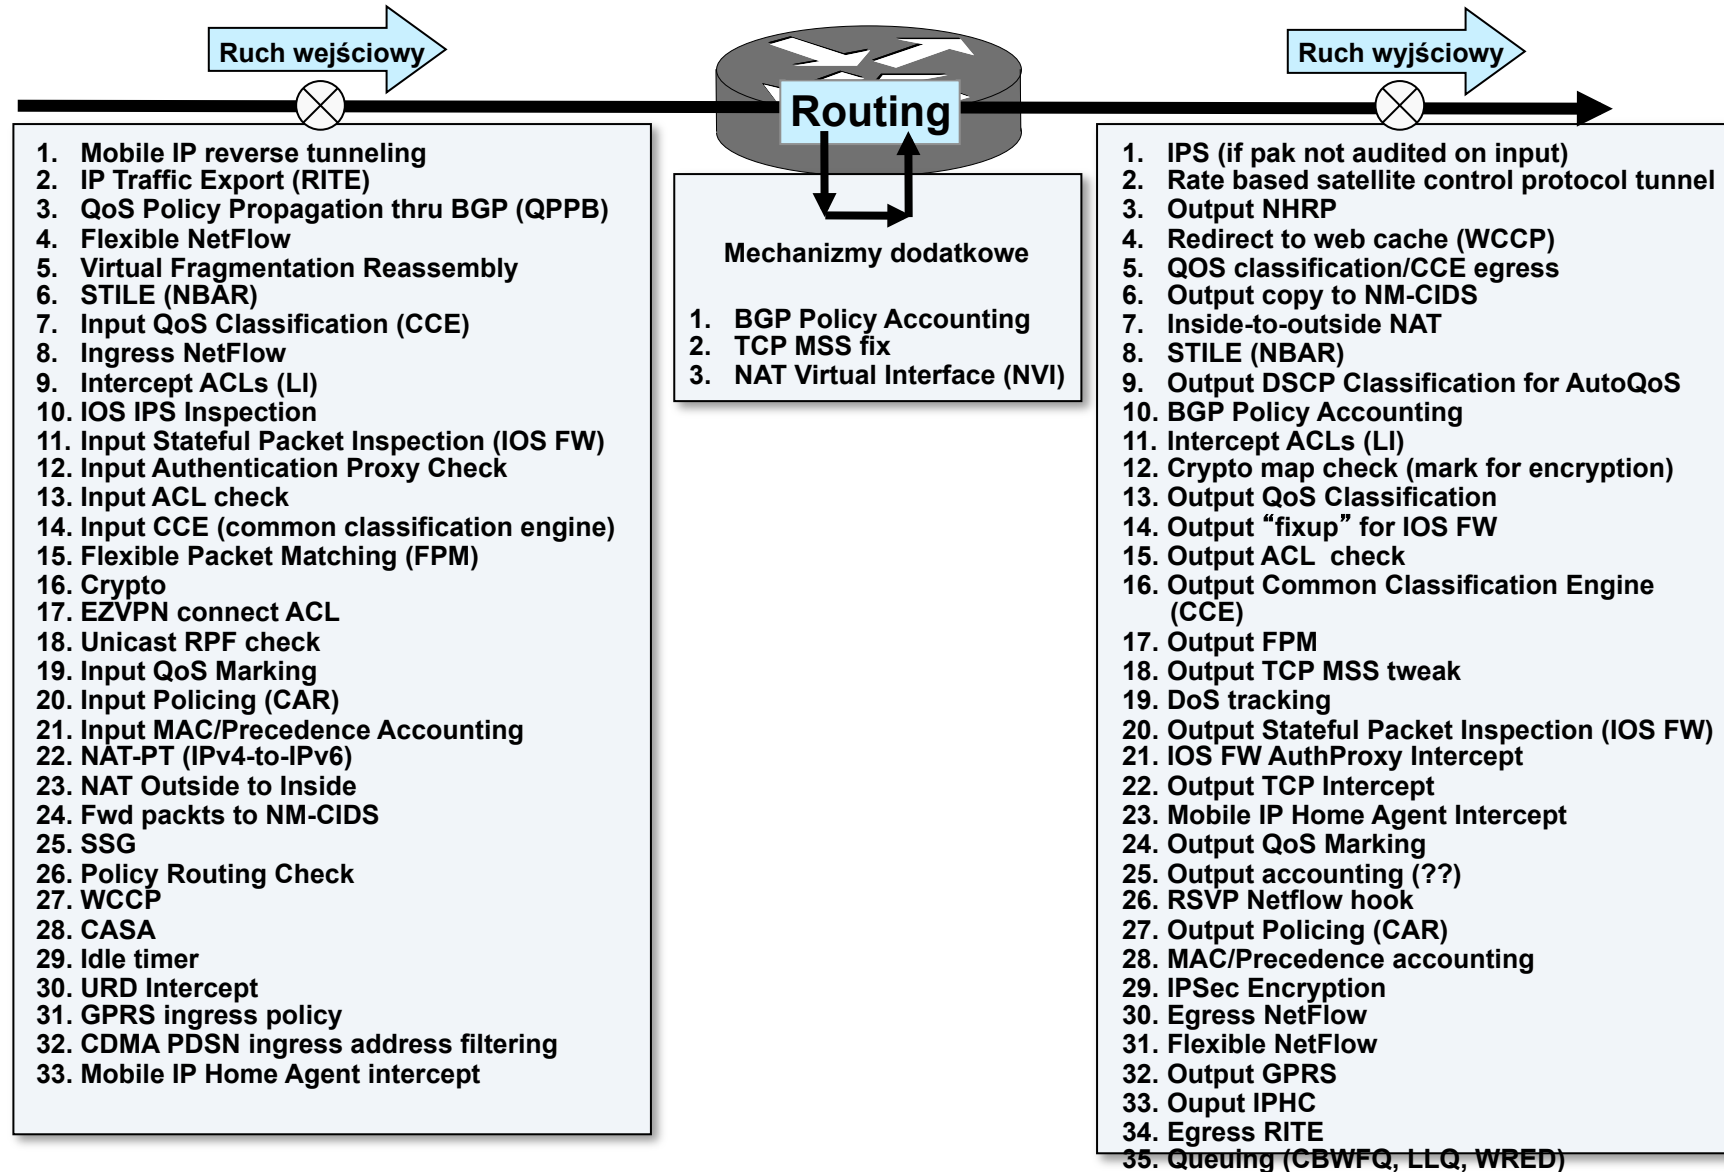 Ruch wejściowy
1. Mobile IP reverse tunneling
2. IP Traffic Export (RITE)
3. QoS Policy Propagation thru BGP (QPPB)
4. Flexible NetFlow
5. Virtual Fragmentation Reassembly
6. STILE (NBAR)
7. Input QoS Classification (CCE)
8. Ingress NetFlow
9. Intercept ACLs (LI)
10. IOS IPS Inspection
11. Input Stateful Packet Inspection (IOS FW)
12. Input Authentication Proxy Check
13. Input ACL check
14. Input CCE (common classification engine)
15. Flexible Packet Matching (FPM)
16. Crypto
17. EZVPN connect ACL
18. Unicast RPF check
19. Input QoS Marking
20. Input Policing (CAR)
21. Input MAC/Precedence Accounting
22. NAT-PT (IPv4-to-IPv6)
23. NAT Outside to Inside
24. Fwd packts to NM-CIDS
25. SSG
26. Policy Routing Check
27. WCCP
28. CASA
29. Idle timer
30. URD Intercept
31. GPRS ingress policy
32. CDMA PDSN ingress address filtering
33. Mobile IP Home Agent intercept
Routing
Mechanizmy dodatkowe
1. BGP Policy Accounting
2. TCP MSS fix
3. NAT Virtual Interface (NVI)
Ruch wyjściowy
1. IPS (if pak not audited on input)
2. Rate based satellite control protocol tunnel
3. Output NHRP
4. Redirect to web cache (WCCP)
5. QOS classification/CCE egress
6. Output copy to NM-CIDS
7. Inside-to-outside NAT
8. STILE (NBAR)
9. Output DSCP Classification for AutoQoS
10. BGP Policy Accounting
11. Intercept ACLs (LI)
12. Crypto map check (mark for encryption)
13. Output QoS Classification
14. Output “fixup” for IOS FW
15. Output ACL check
16. Output Common Classification Engine
(CCE)
17. Output FPM
18. Output TCP MSS tweak
19. DoS tracking
20. Output Stateful Packet Inspection (IOS FW)
21. IOS FW AuthProxy Intercept
22. Output TCP Intercept
23. Mobile IP Home Agent Intercept
24. Output QoS Marking
25. Output accounting (??)
26. RSVP Netflow hook
27. Output Policing (CAR)
28. MAC/Precedence accounting
29. IPSec Encryption
30. Egress NetFlow
31. Flexible NetFlow
32. Output GPRS
33. Ouput IPHC
34. Egress RITE
35. Queuing (CBWFQ, LLQ, WRED)